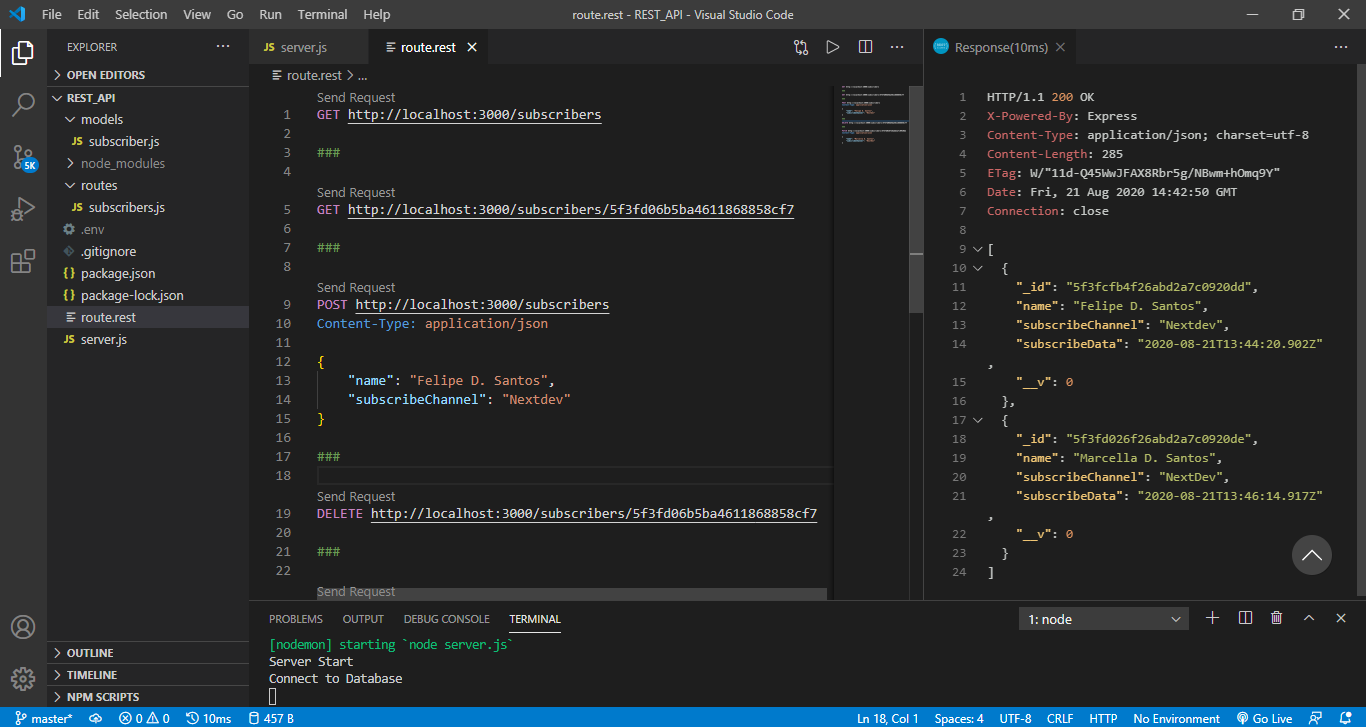 File Edit Selection View Go Run Terminal Help
route.rest - REST_API - Visual Studio Code
EXPLORER
OPEN EDITORS
REST_API
models
JS subscriber.js
node_modules
routes
JS subscribers.js
.env
.gitignore
{} package.json
{} package-lock.json
route.rest
JS server.js
OUTLINE
TIMELINE
NPM SCRIPTS
5K
JS server.js
route.rest
route.rest > ...
Send Request
1 GET http://localhost:3000/subscribers
2
3 ###
4
Send Request
5 GET http://localhost:3000/subscribers/5f3fd06b5ba4611868858cf7
6
7 ###
8
Send Request
9 POST http://localhost:3000/subscribers
10 Content-Type: application/json
11
12 {
13 "name": "Felipe D. Santos",
14 "subscribeChannel": "Nextdev"
15 }
16
17 ###
18
Send Request
19 DELETE http://localhost:3000/subscribers/5f3fd06b5ba4611868858cf7
20
21 ###
22
Send Request
Response(10ms)
1 HTTP/1.1 200 OK
2 X-Powered-By: Express
3 Content-Type: application/json; charset=utf-8
4 Content-Length: 285
5 ETag: W/"11d-Q45WwJFAX8Rbr5g/NBwm+hOmq9Y"
6 Date: Fri, 21 Aug 2020 14:42:50 GMT
7 Connection: close
8
9 [
10 {
11 "_id": "5f3fcfb4f26abd2a7c0920dd",
12 "name": "Felipe D. Santos",
13 "subscribeChannel": "Nextdev",
14 "subscribeData": "2020-08-21T13:44:20.902Z"
,
15 "__v": 0
16 },
17 {
18 "_id": "5f3fd026f26abd2a7c0920de",
19 "name": "Marcella D. Santos",
20 "subscribeChannel": "NextDev",
21 "subscribeData": "2020-08-21T13:46:14.917Z"
,
22 "__v": 0
23 }
24 ]
PROBLEMS OUTPUT DEBUG CONSOLE TERMINAL
1: node
[nodemon] starting `node server.js`
Server Start
Connect to Database
master* 0 0 10ms 457 B
Ln 18, Col 1 Spaces: 4 UTF-8 CRLF HTTP No Environment Go Live